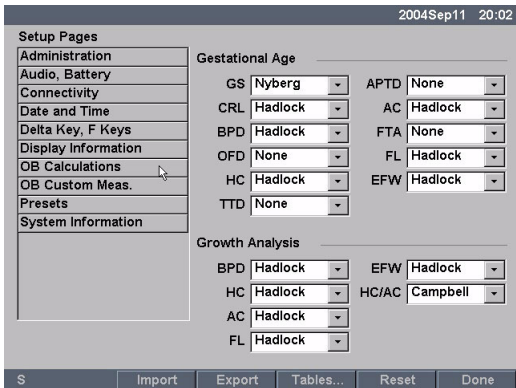 2004Sep11 20:02
Setup Pages
Administration
Audio, Battery
Connectivity
Date and Time
Delta Key, F Keys
Display Information
OB Calculations
OB Custom Meas.
Presets
System Information
Gestational Age
GS Nyberg APTD None
CRL Hadlock AC Hadlock
BPD Hadlock FTA None
OFD None FL Hadlock
HC Hadlock EFW Hadlock
TTD None
Growth Analysis
BPD Hadlock EFW Hadlock
HC Hadlock HC/AC Campbell
AC Hadlock
FL Hadlock
S Import Export Tables... Reset Done